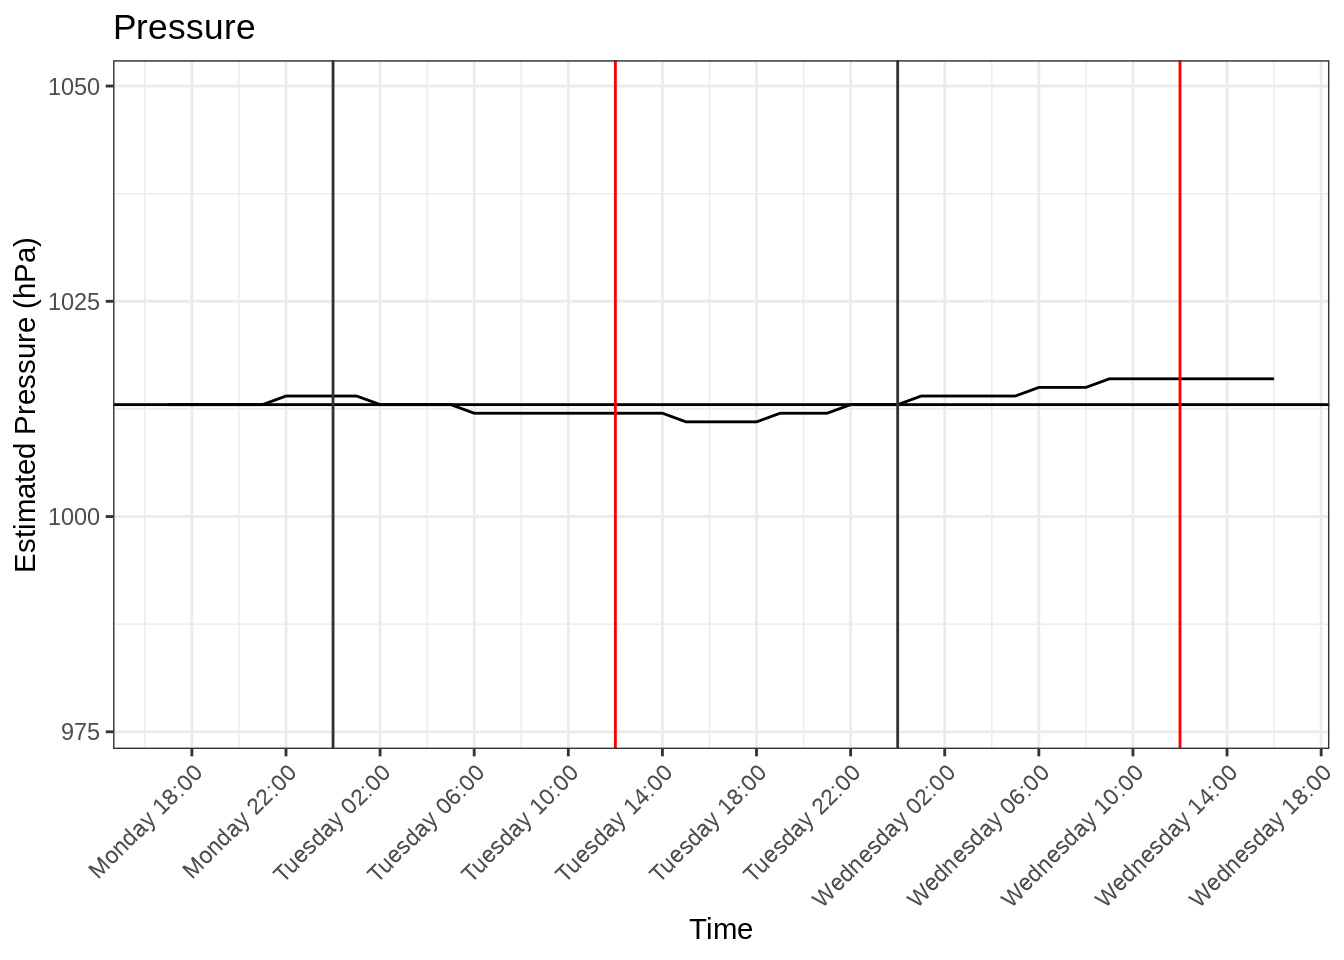 Pressure
Estimated Pressure (hPa)
1050
1025
1000
975
Monday 18:00
Monday 22:00
Tuesday 02:00
Tuesday 06:00
Tuesday 10:00
Tuesday 14:00
Tuesday 18:00
Tuesday 22:00
Wednesday 02:00
Wednesday 06:00
Wednesday 10:00
Wednesday 14:00
Wednesday 18:00
Time